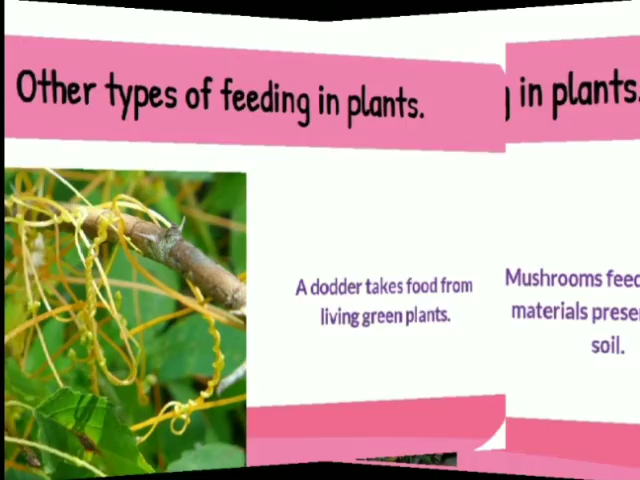 Other types of feeding in plants.
in plants.
A dodder takes food from
living green plants.
Mushrooms feed
materials
soil.